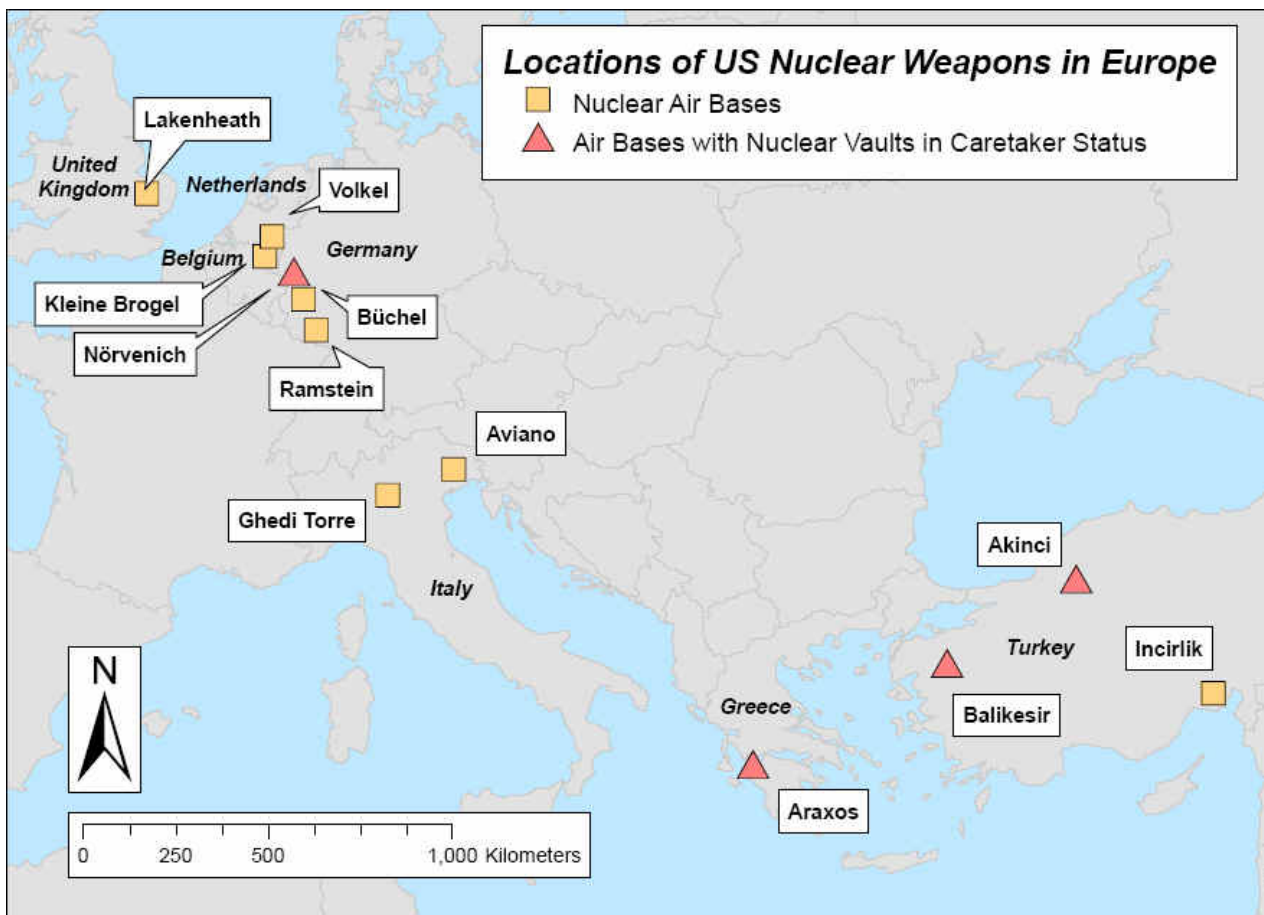 Locations of US Nuclear Weapons in Europe
Nuclear Air Bases
Air Bases with Nuclear Vaults in Caretaker Status
Lakenheath
United
Kingdom
Netherlands
Volkel
Belgium
Germany
Kleine Brogel
Büchel
Nörvenich
Ramstein
Aviano
Ghedi Torre
Akinci
Italy
Incirlik
Turkey
N
Greece
Balikesir
Araxos
0 250 500 1,000 Kilometers